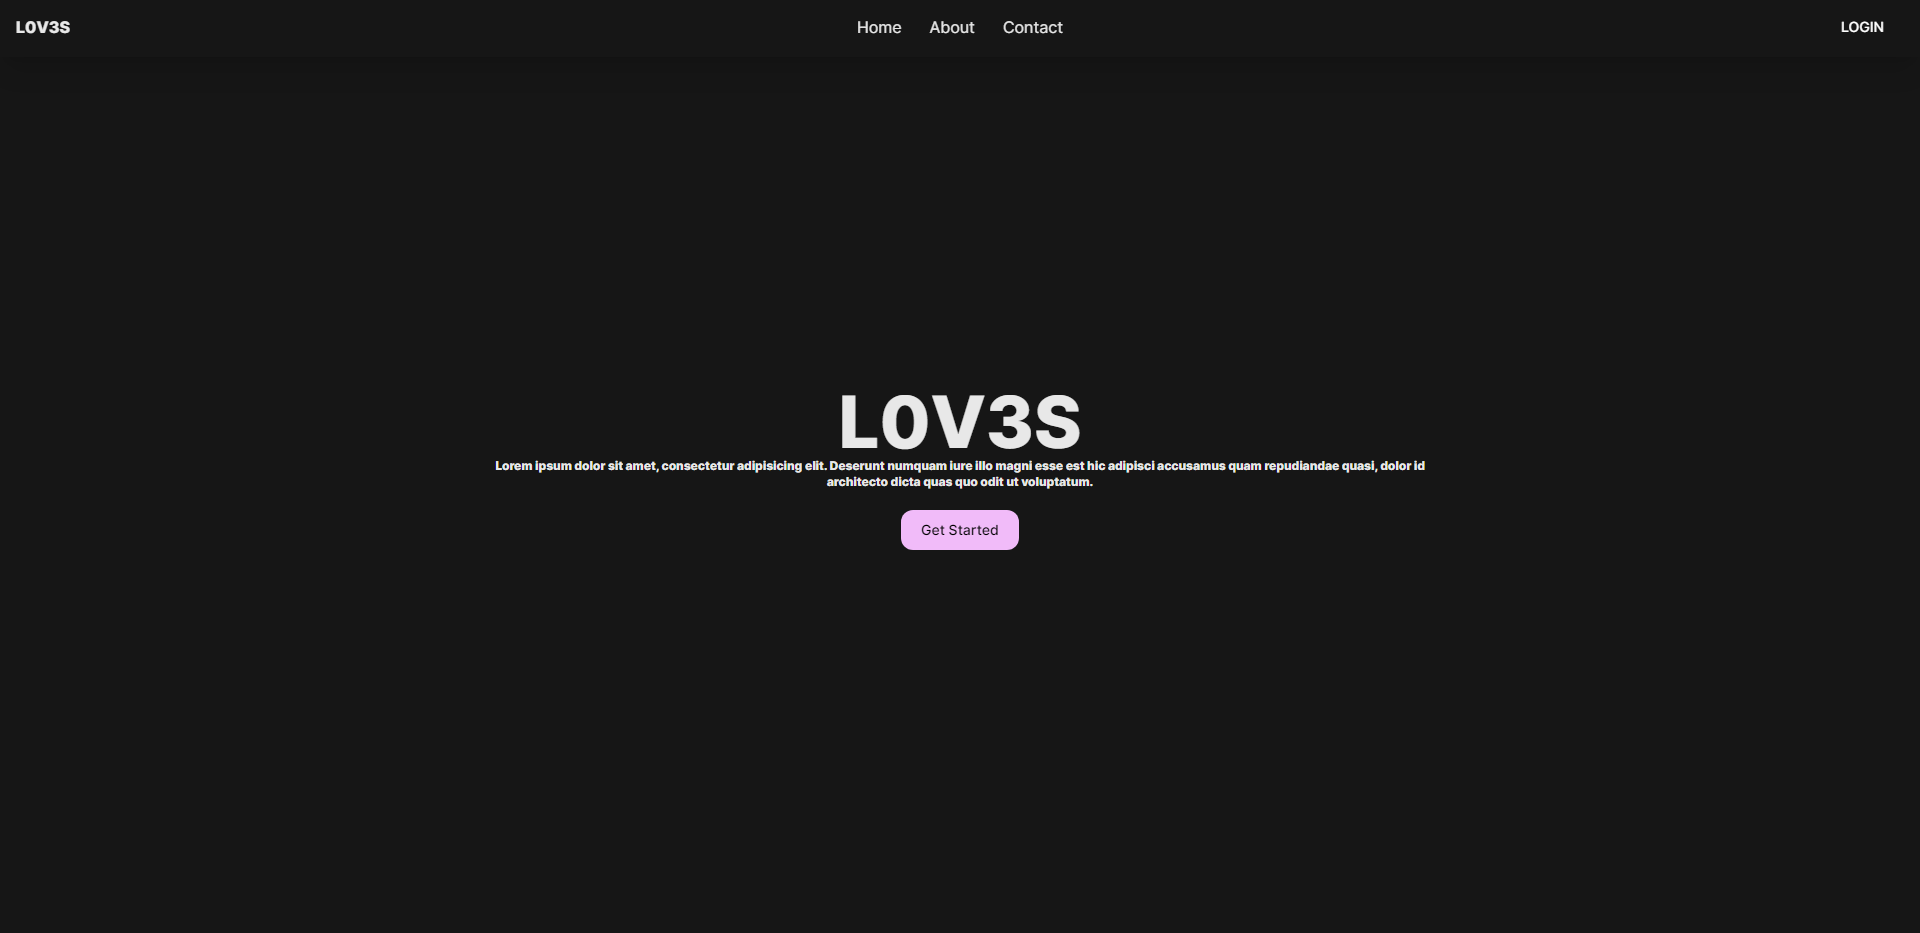 L0V3S
Home
About
Contact
LOGIN
L0V3S
Lorem ipsum dolor sit amet, consectetur adipisicing elit. Deserunt numquam iure illo magni esse est hic adipisci accusamus quam repudiandae quasi, dolor id
architecto dicta quas quo odit ut voluptatum.
Get Started